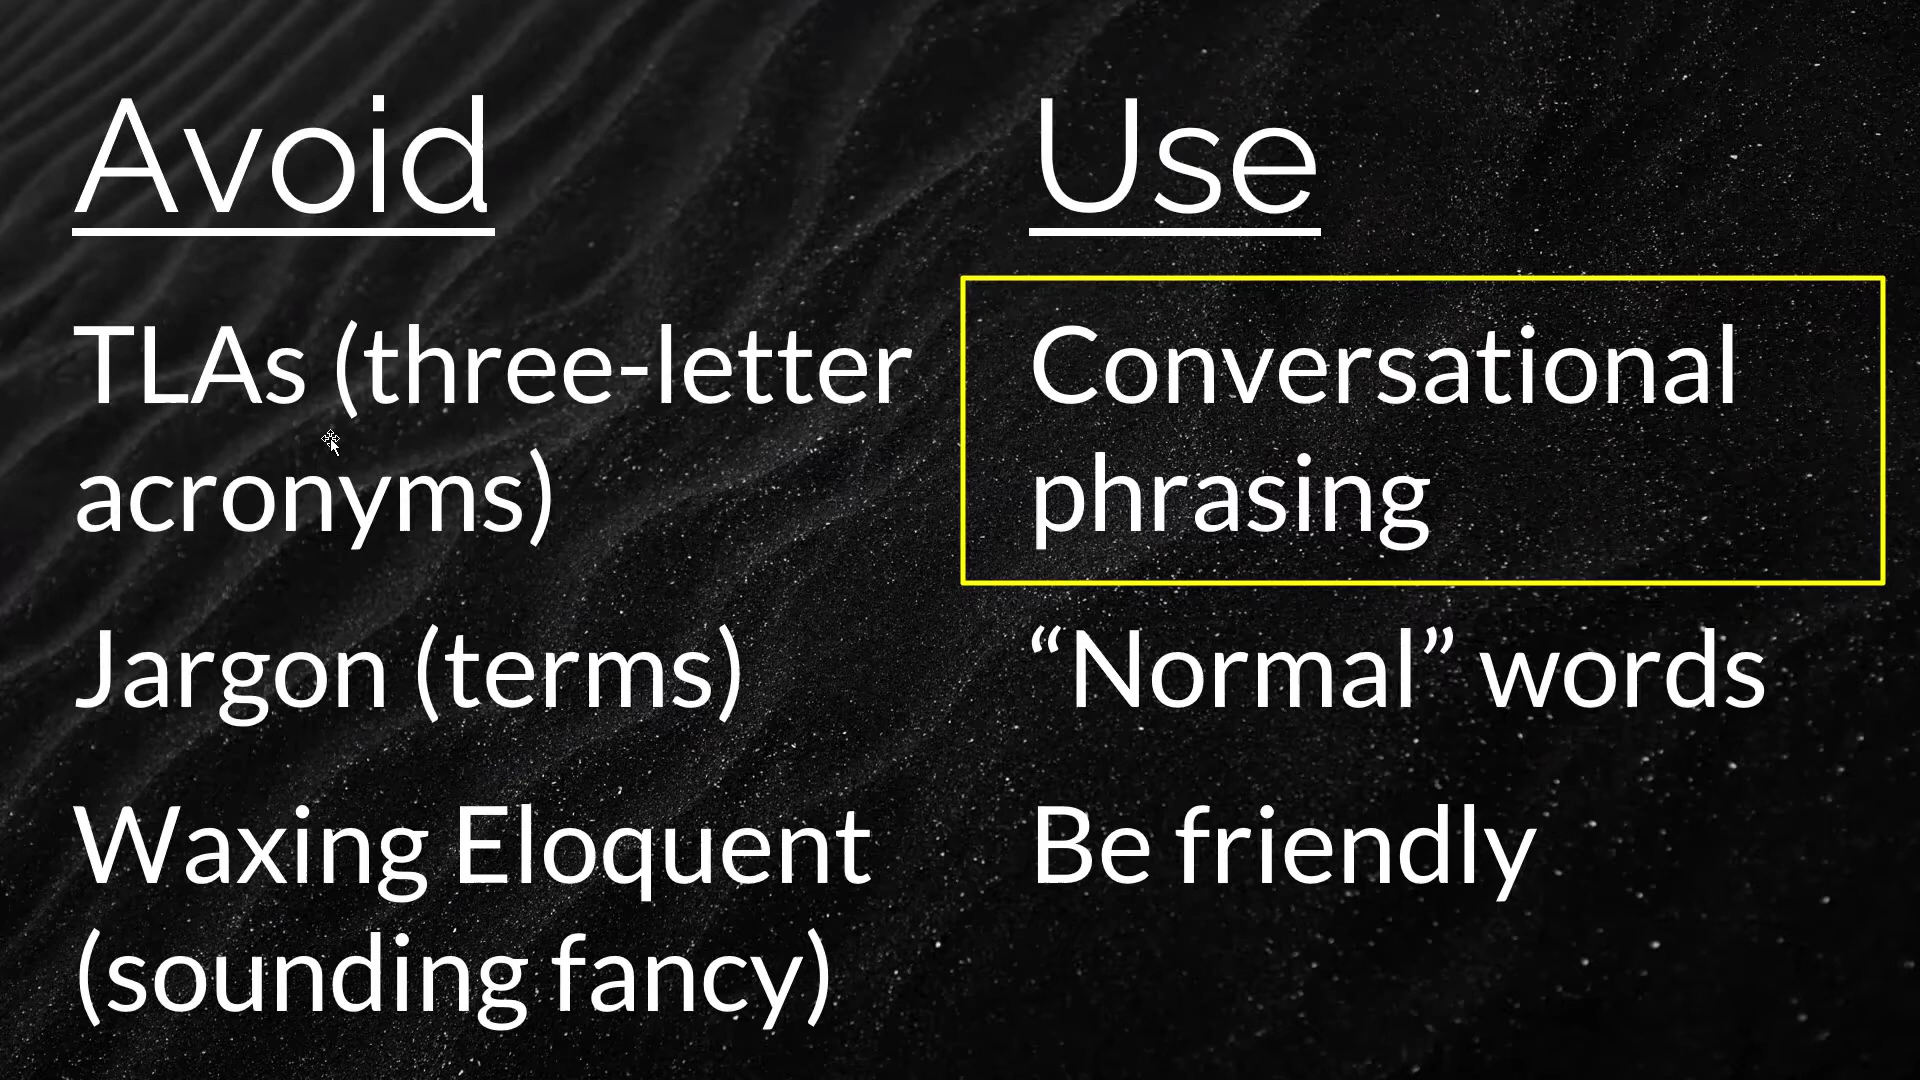 Avoid
TLAs (three-letter
acronyms)
Jargon (terms)
Waxing Eloquent
(sounding fancy)
Use
Conversational
phrasing
“Normal” words
Be friendly